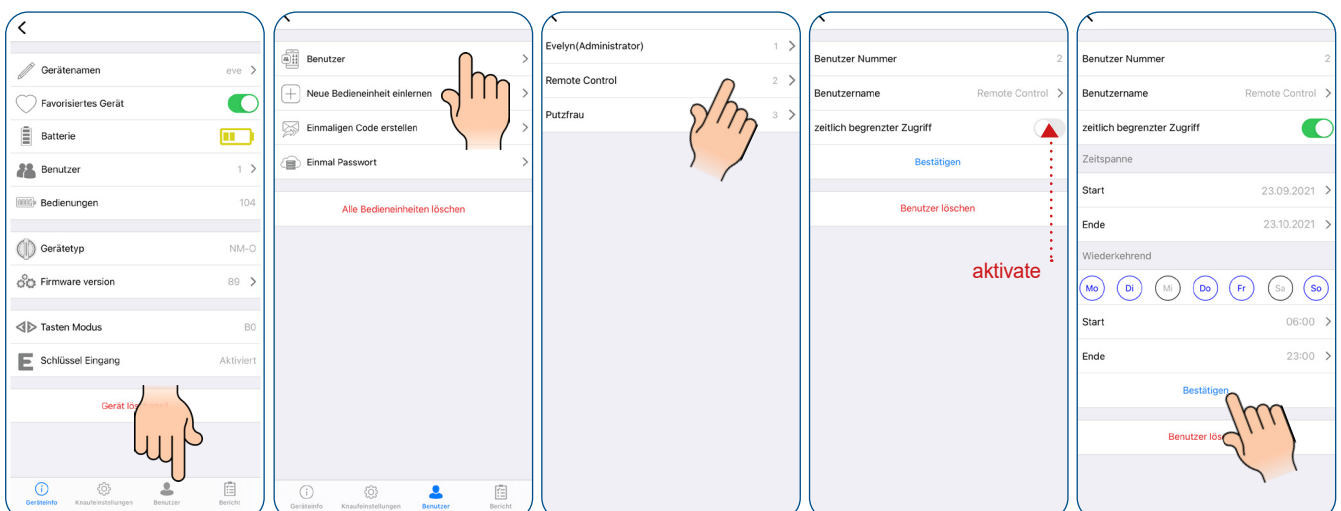 Gerätenamen eve
Favorisiertes Gerät
Batterie
Benutzer 1
Bedienungen 104
Gerätetyp NM-O
Firmware version 89
Tasten Modus B0
E Schlüssel Eingang Aktiviert
Gerät lös
Geräteinfo Knaufeinstellungen Benutzer Bericht
Benutzer
Neue Bedieneinheit einlernen
Einmaligen Code erstellen
Einmal Passwort
Alle Bedieneinheiten löschen
Geräteinfo Knaufeinstellungen Benutzer Bericht
Evelyn(Administrator) 1
Remote Control 2
Putzfrau 3
Benutzer Nummer 2
Benutzername Remote Control
zeitlich begrenzter Zugriff
Bestätigen
Benutzer löschen
aktivate
Benutzer Nummer 2
Benutzername Remote Control
zeitlich begrenzter Zugriff
Zeitspanne
Start 23.09.2021
Ende 23.10.2021
Wiederkehrend
Mo Di Mi Do Fr Sa So
Start 06:00
Ende 23:00
Bestätigen
Benutzer lös